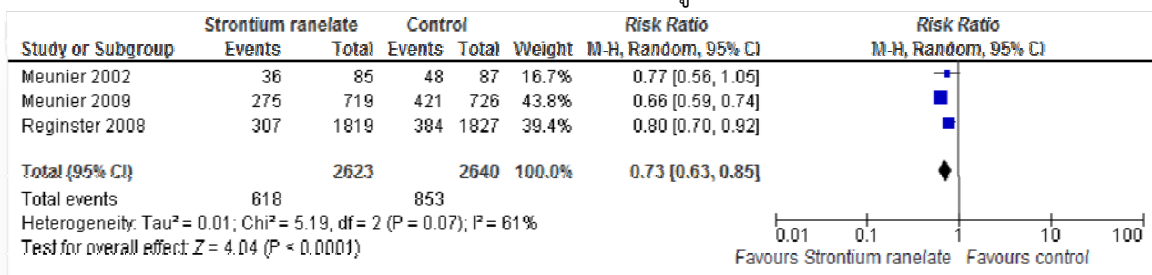 Strontium ranelate Control Risk Ratio Risk Ratio
Study or Subgroup Events Total Events Total Weight M-H, Random, 95% CI M-H, Random, 95% CI
Meunier 2002 36 85 48 87 16.7% 0.77 [0.56, 1.05]
Meunier 2009 275 719 421 726 43.8% 0.66 [0.59, 0.74]
Reginster 2008 307 1819 384 1827 39.4% 0.80 [0.70, 0.92]
Total (95% CI) 2623 2640 100.0% 0.73 [0.63, 0.85]
Total events 618 853
Heterogeneity: Tau² = 0.01; Chi² = 5.19, df = 2 (P = 0.07); I² = 61%
Test for overall effect: Z = 4.04 (P < 0.0001)
0.01 0.1 1 10 100
Favours Strontium ranelate Favours control